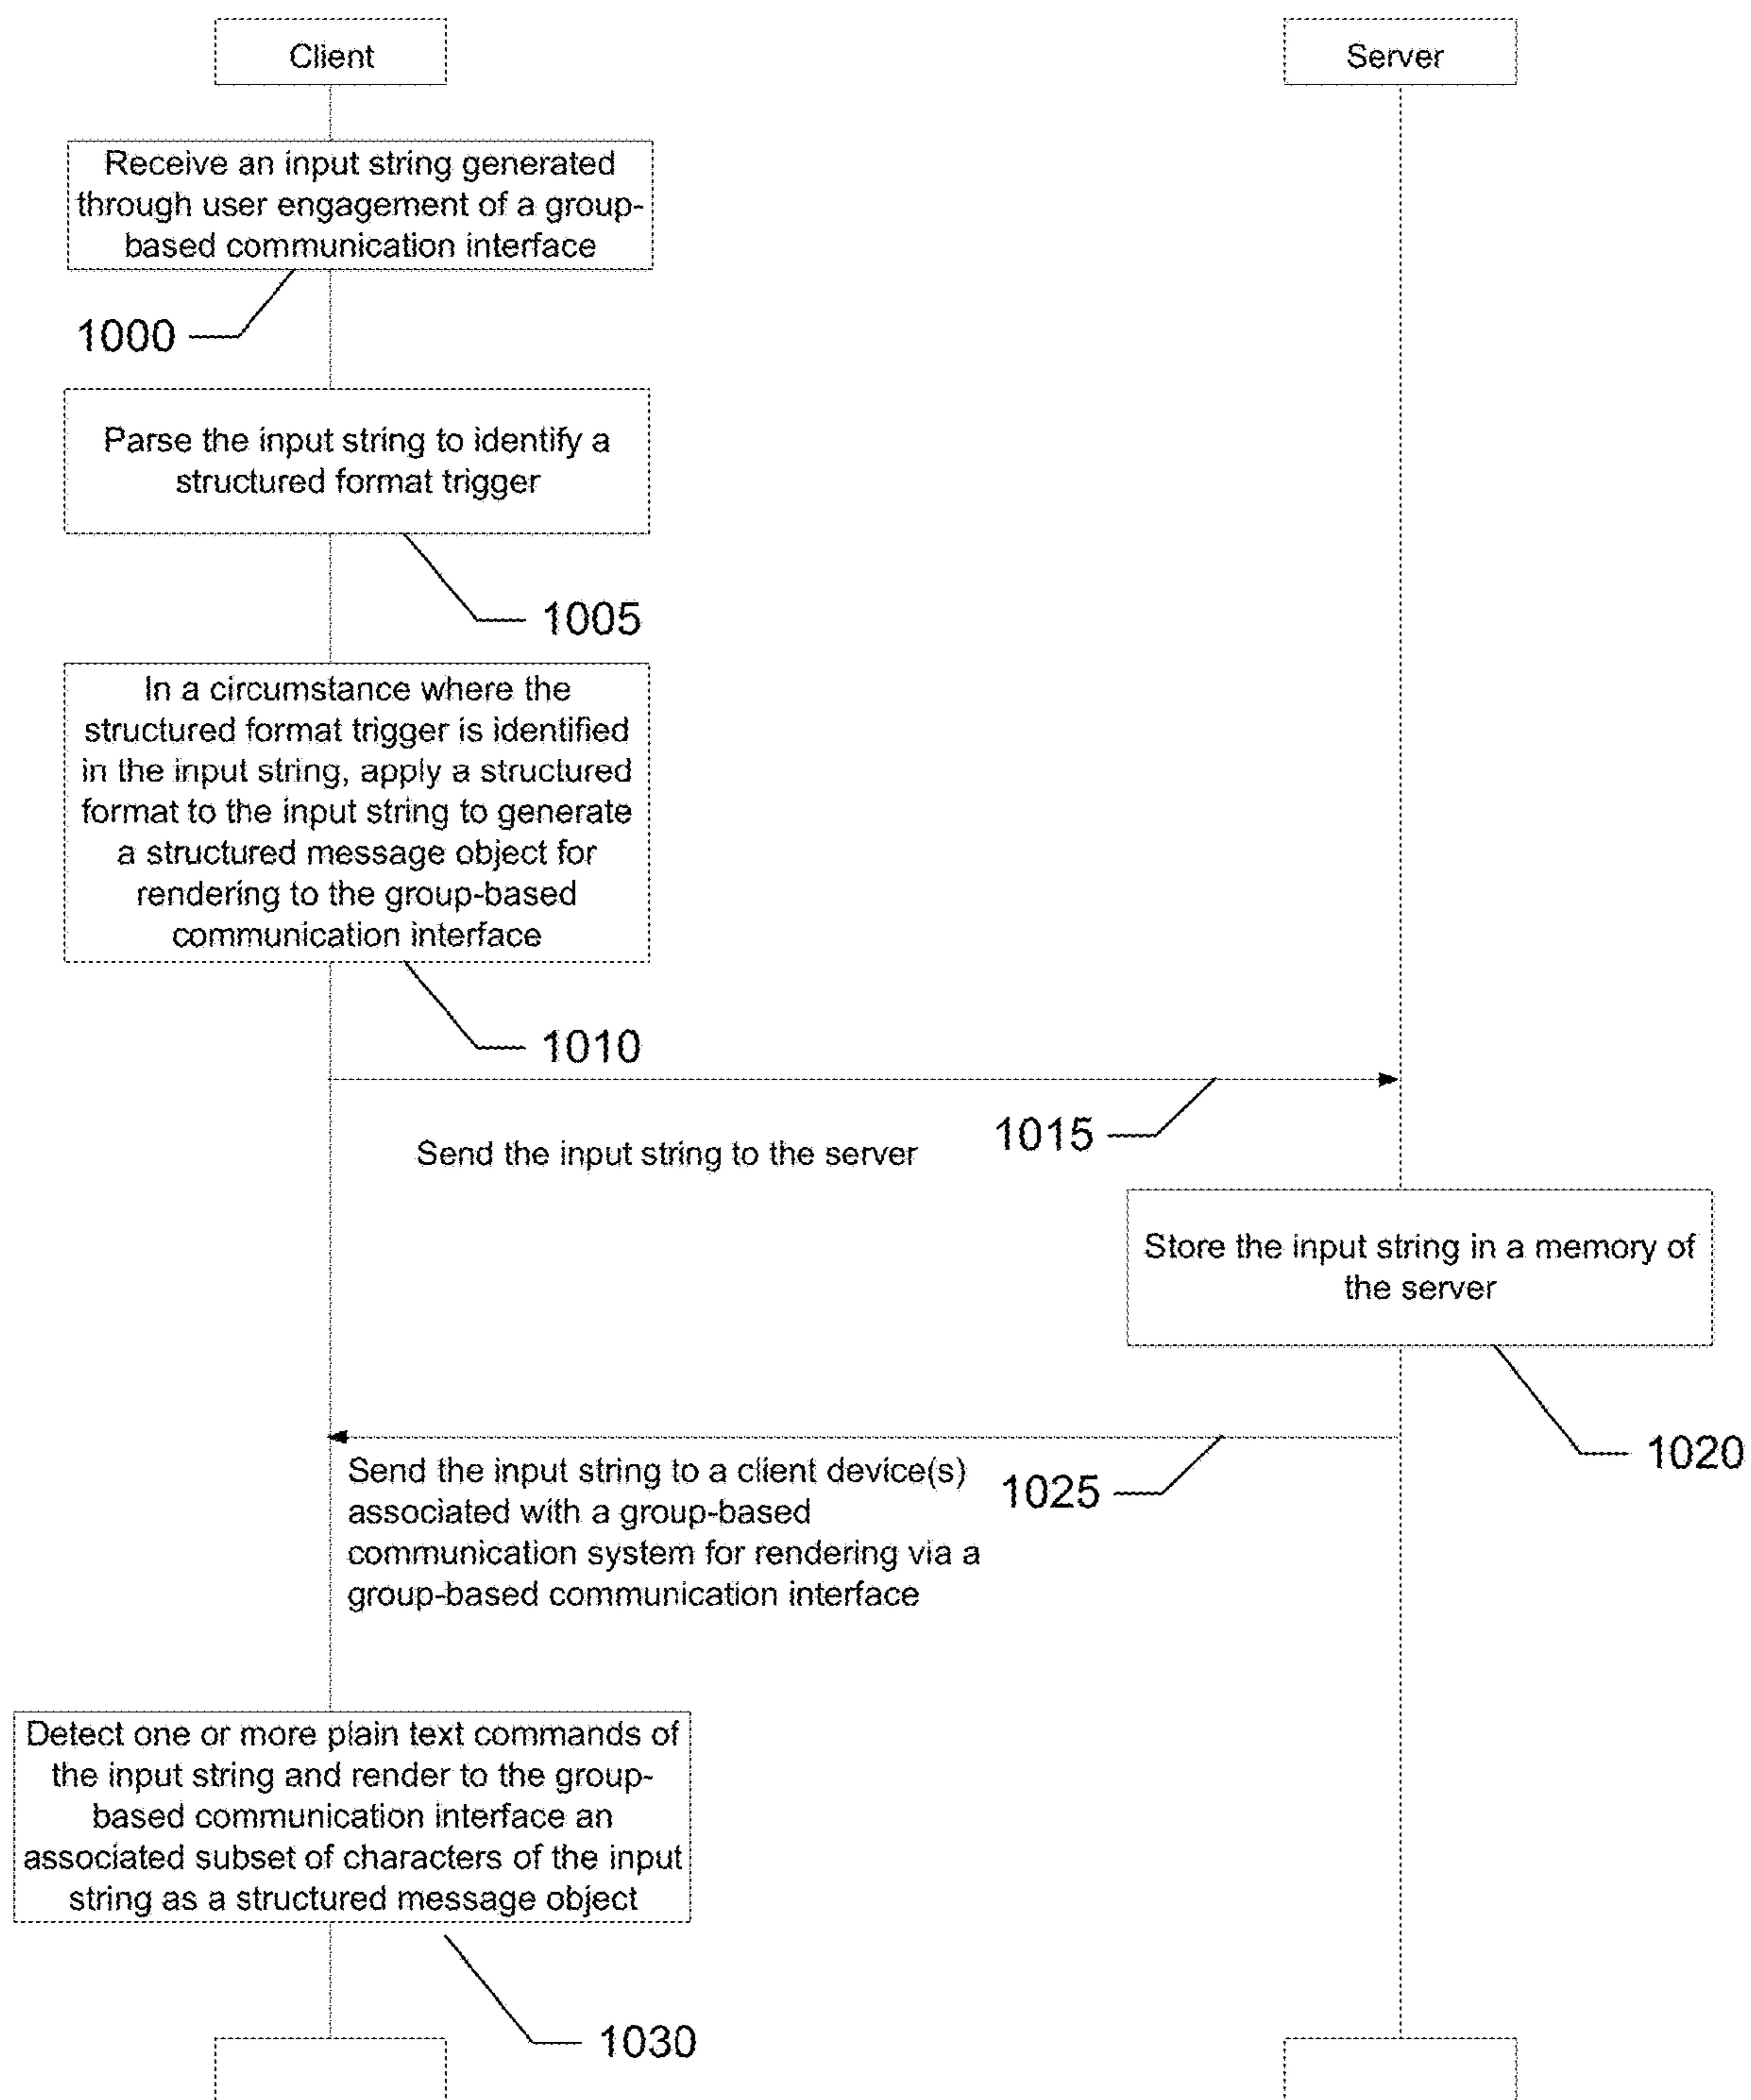 Client
Server
Receive an input string generated
through user engagement of a group-
based communication interface
1000
Parse the input string to identify a
structured format trigger
1005
In a circumstance where the
structured format trigger is identified
in the input string, apply a structured
format to the input string to generate
a structured message object for
rendering to the group-based
communication interface
1010
1015
Send the input string to the server
Store the input string in a memory of
the server
1020
Send the input string to a client device(s)
associated with a group-based
communication system for rendering via a
group-based communication interface
1025
Detect one or more plain text commands of
the input string and render to the group-
based communication interface an
associated subset of characters of the input
string as a structured message object
1030